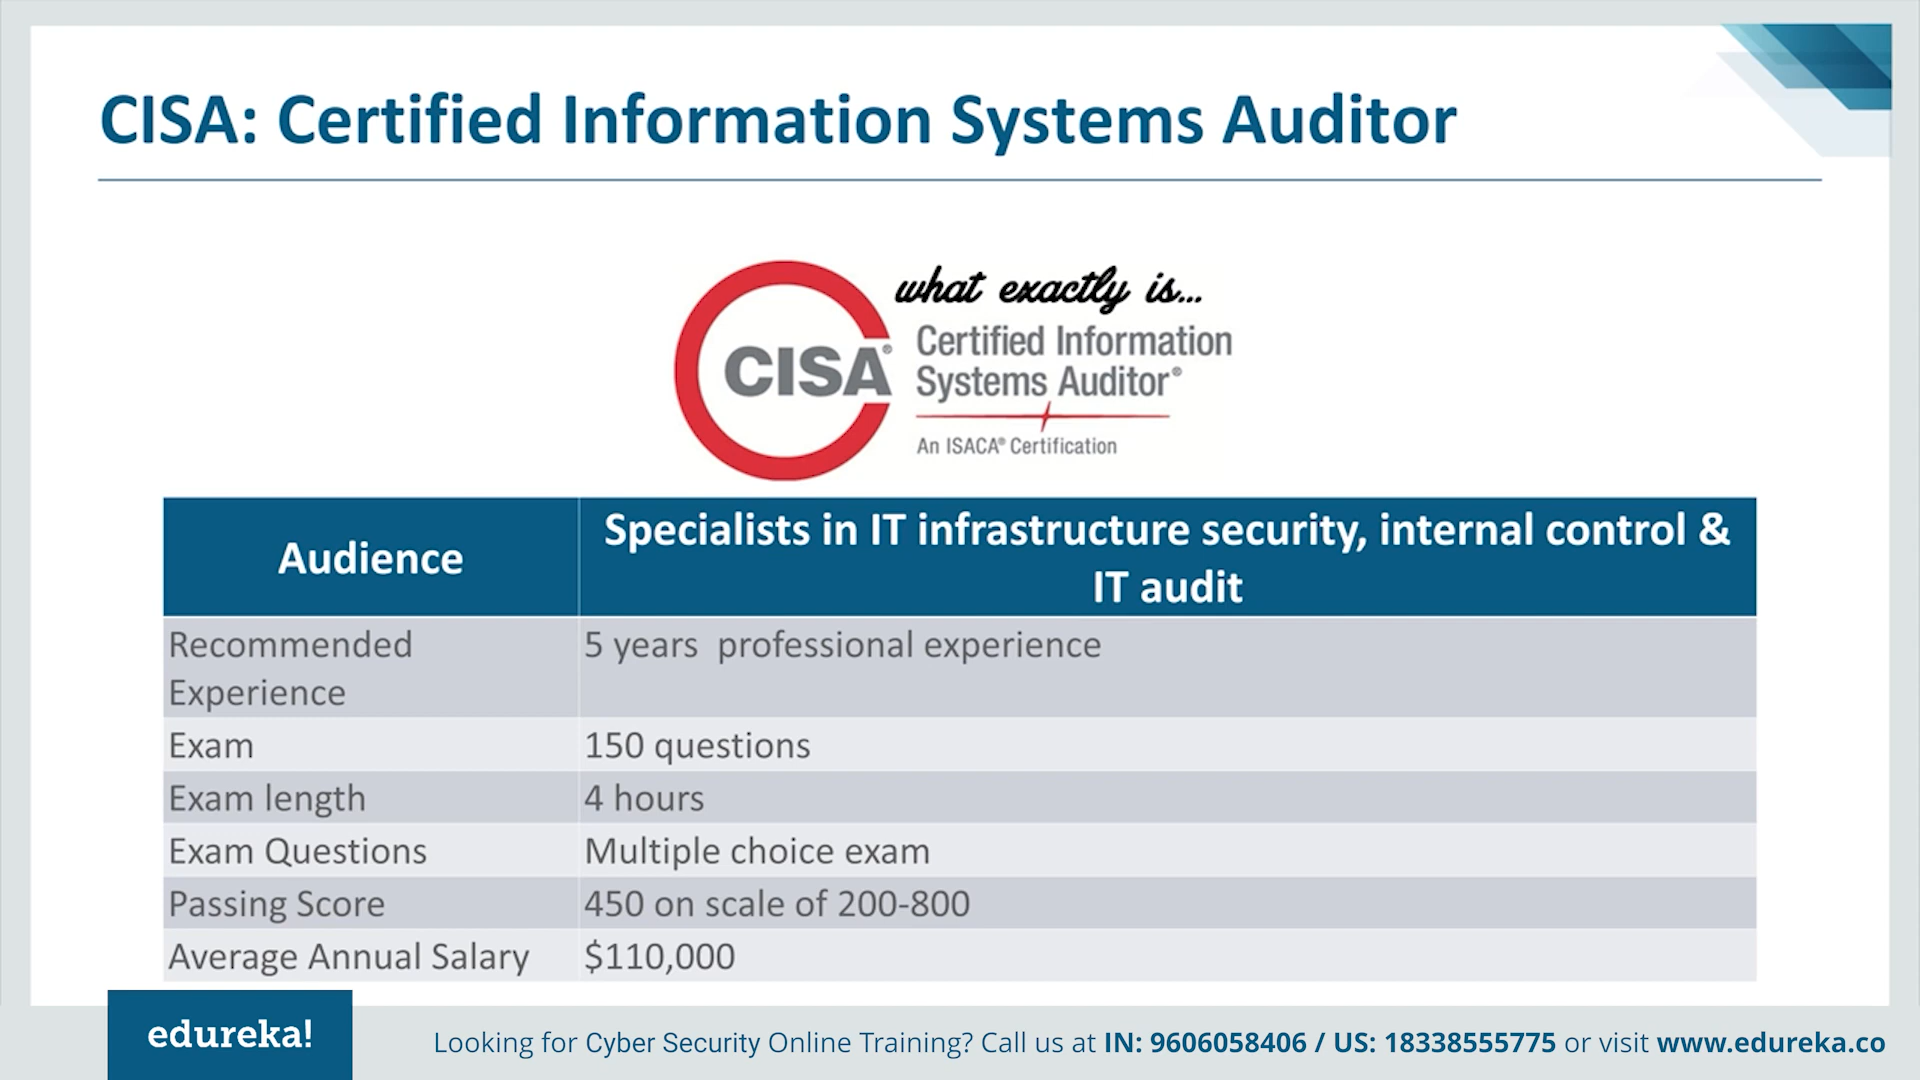 CISA: Certified Information Systems Auditor
what exactly is...
CISA®
Certified Information
Systems Auditor®
An ISACA® Certification
Audience
Specialists in IT infrastructure security, internal control &
IT audit
Recommended
Experience
5 years professional experience
Exam
150 questions
Exam length
4 hours
Exam Questions
Multiple choice exam
Passing Score
450 on scale of 200-800
Average Annual Salary
$110,000
edureka!
Looking for Cyber Security Online Training? Call us at IN: 9606058406 / US: 18338555775 or visit www.edureka.co